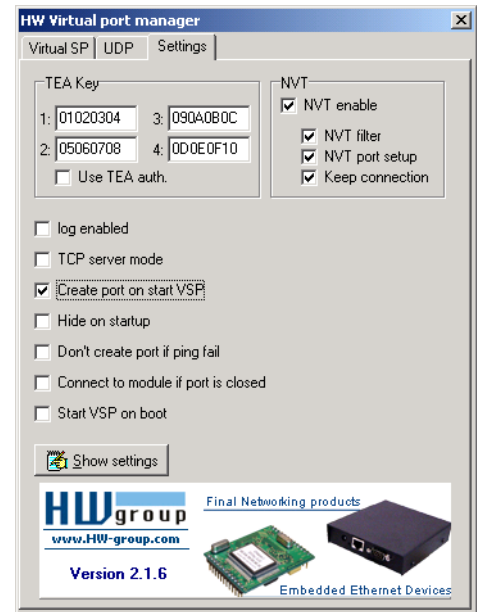 HW Virtual port manager
Virtual SP UDP Settings
TEA Key
1: 01020304 3: 090A0B0C
2: 05060708 4: 0D0E0F10
Use TEA auth.
NVT
NVT enable
NVT filter
NVT port setup
Keep connection
log enabled
TCP server mode
Create port on start VSP
Hide on startup
Don't create port if ping fail
Connect to module if port is closed
Start VSP on boot
Show settings
HW group
www.HW-group.com
Version 2.1.6
Final Networking products
Embedded Ethernet Devices